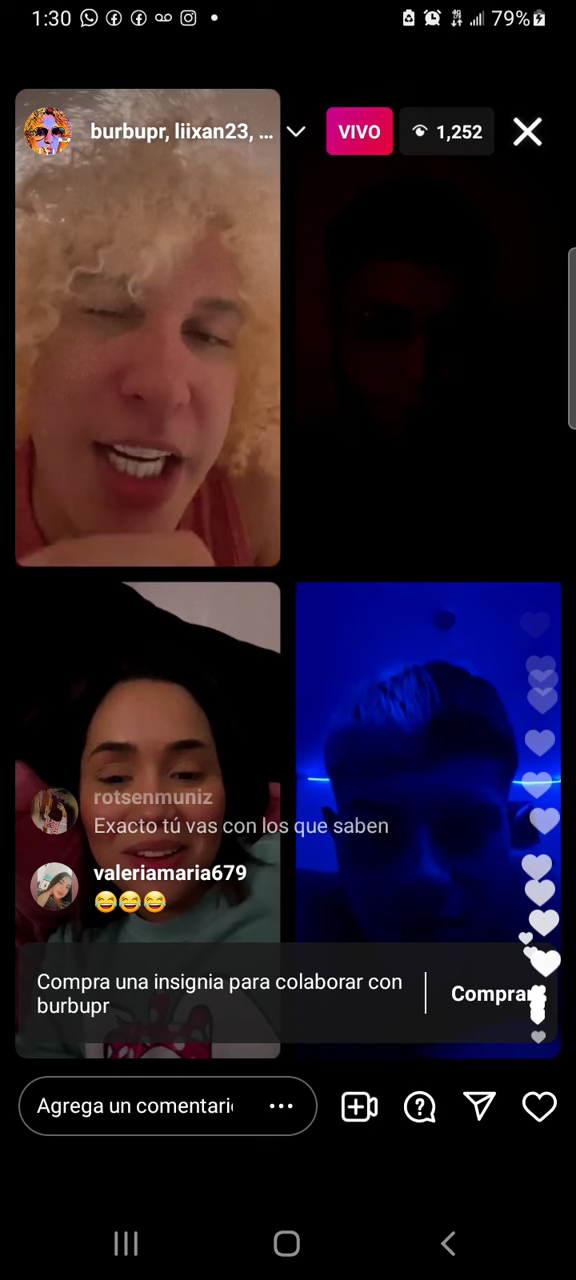 1:30
79%
burbupr, liixan23, ...
VIVO
1,252
rotsenmuniz
Exacto tú vas con los que saben
valeriamaria679
😂😂😂
Compra una insignia para colaborar con
burbupr
Comprar
Agrega un comentari